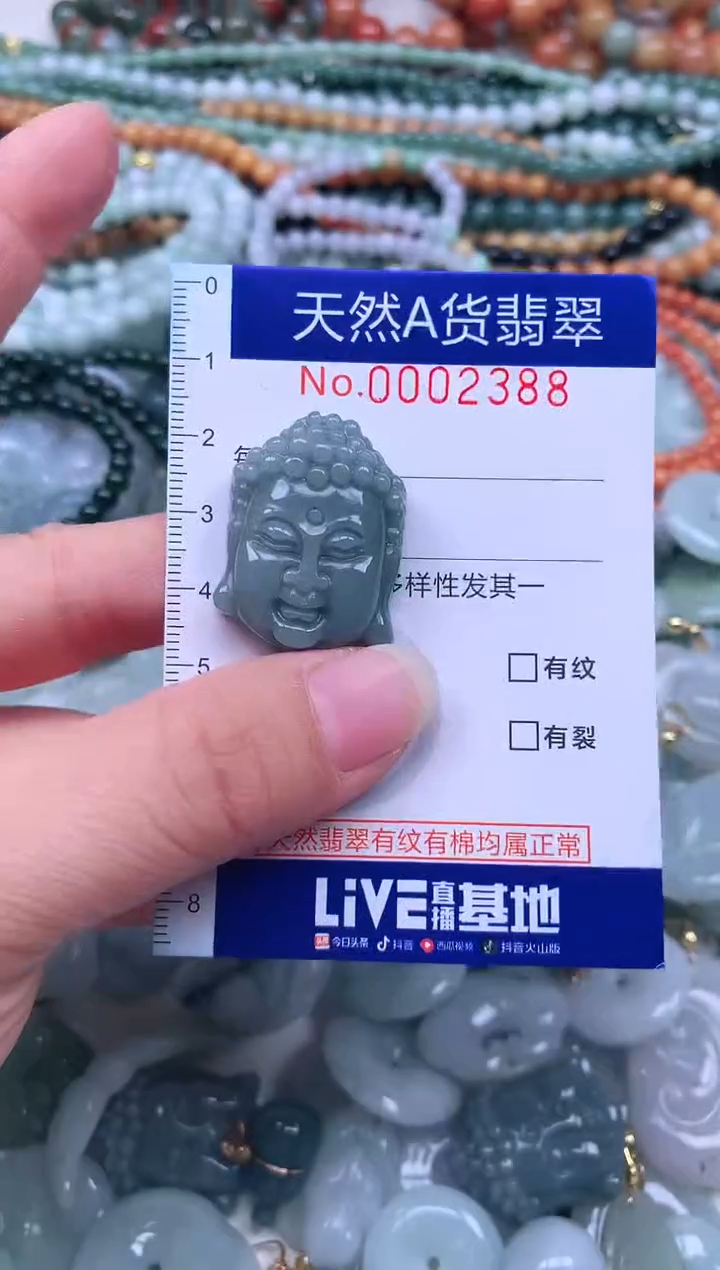 天然A货翡翠
No.0002388
0
1
2
3
4
5
8
多样性发其一
有纹
有裂
天然翡翠有纹有棉均属正常
LiVE直播基地
今日头条 抖音 西瓜视频 抖音火山版